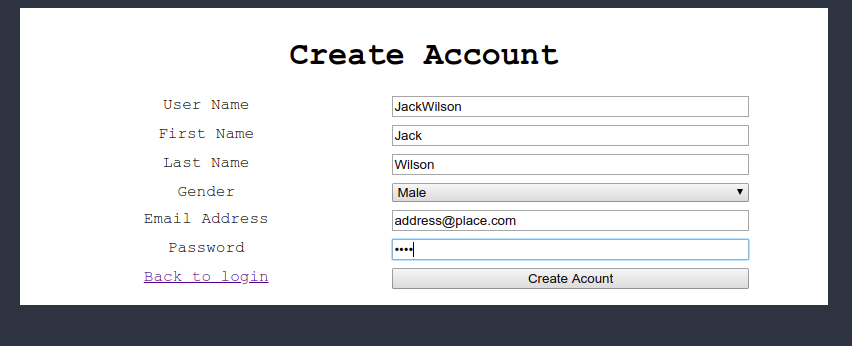 Create Account
User Name JackWilson
First Name Jack
Last Name Wilson
Gender Male
Email Address address@place.com
Password ••••
Back to login Create Acount